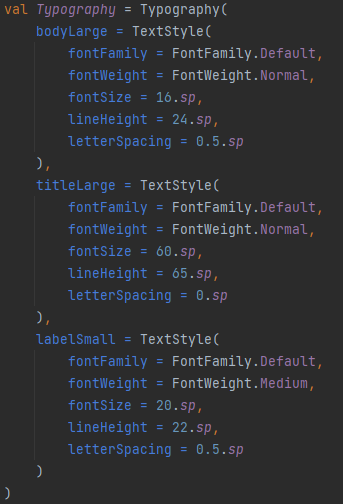 val Typography = Typography(
    bodyLarge = TextStyle(
        fontFamily = FontFamily.Default,
        fontWeight = FontWeight.Normal,
        fontSize = 16.sp,
        lineHeight = 24.sp,
        letterSpacing = 0.5.sp
    ),
    titleLarge = TextStyle(
        fontFamily = FontFamily.Default,
        fontWeight = FontWeight.Normal,
        fontSize = 60.sp,
        lineHeight = 65.sp,
        letterSpacing = 0.sp
    ),
    labelSmall = TextStyle(
        fontFamily = FontFamily.Default,
        fontWeight = FontWeight.Medium,
        fontSize = 20.sp,
        lineHeight = 22.sp,
        letterSpacing = 0.5.sp
    )
)